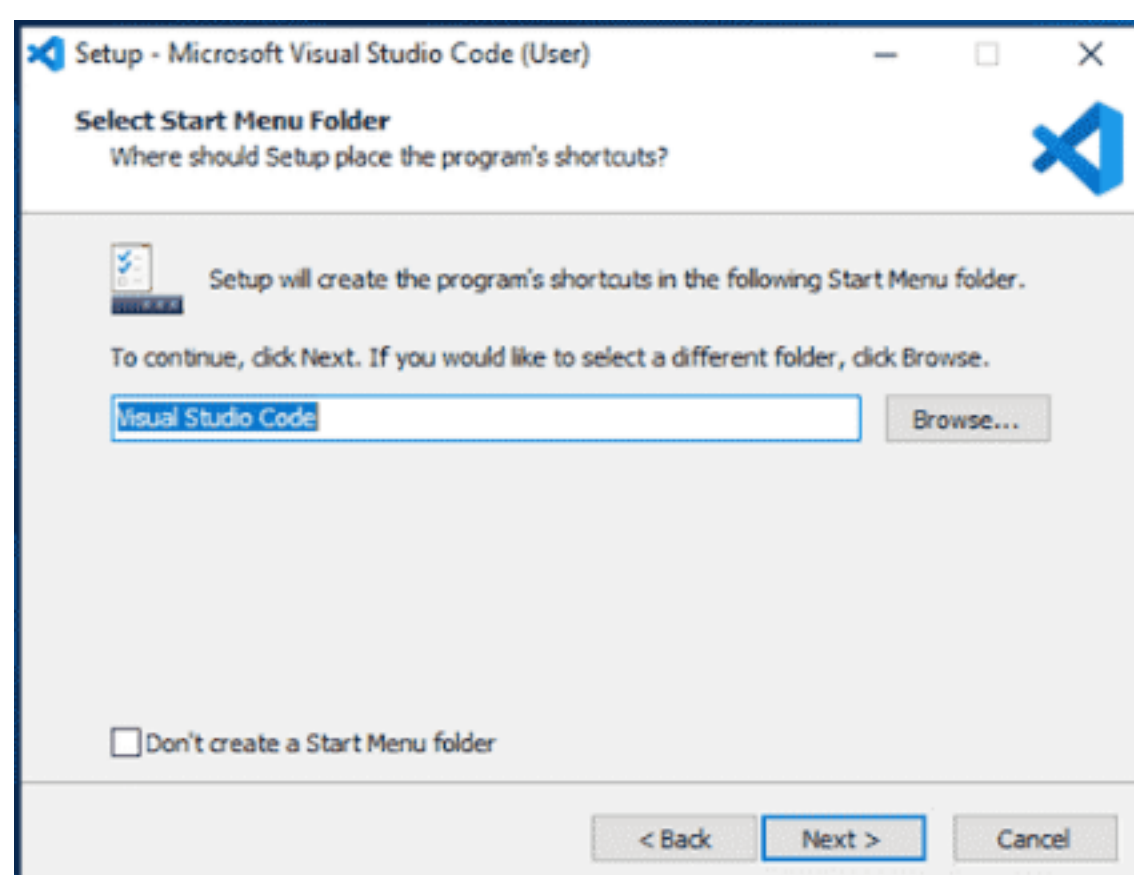 Setup - Microsoft Visual Studio Code (User)
Select Start Menu Folder
Where should Setup place the program's shortcuts?
Setup will create the program's shortcuts in the following Start Menu folder.
To continue, click Next. If you would like to select a different folder, click Browse.
Visual Studio Code
Browse...
Don't create a Start Menu folder
< Back Next > Cancel